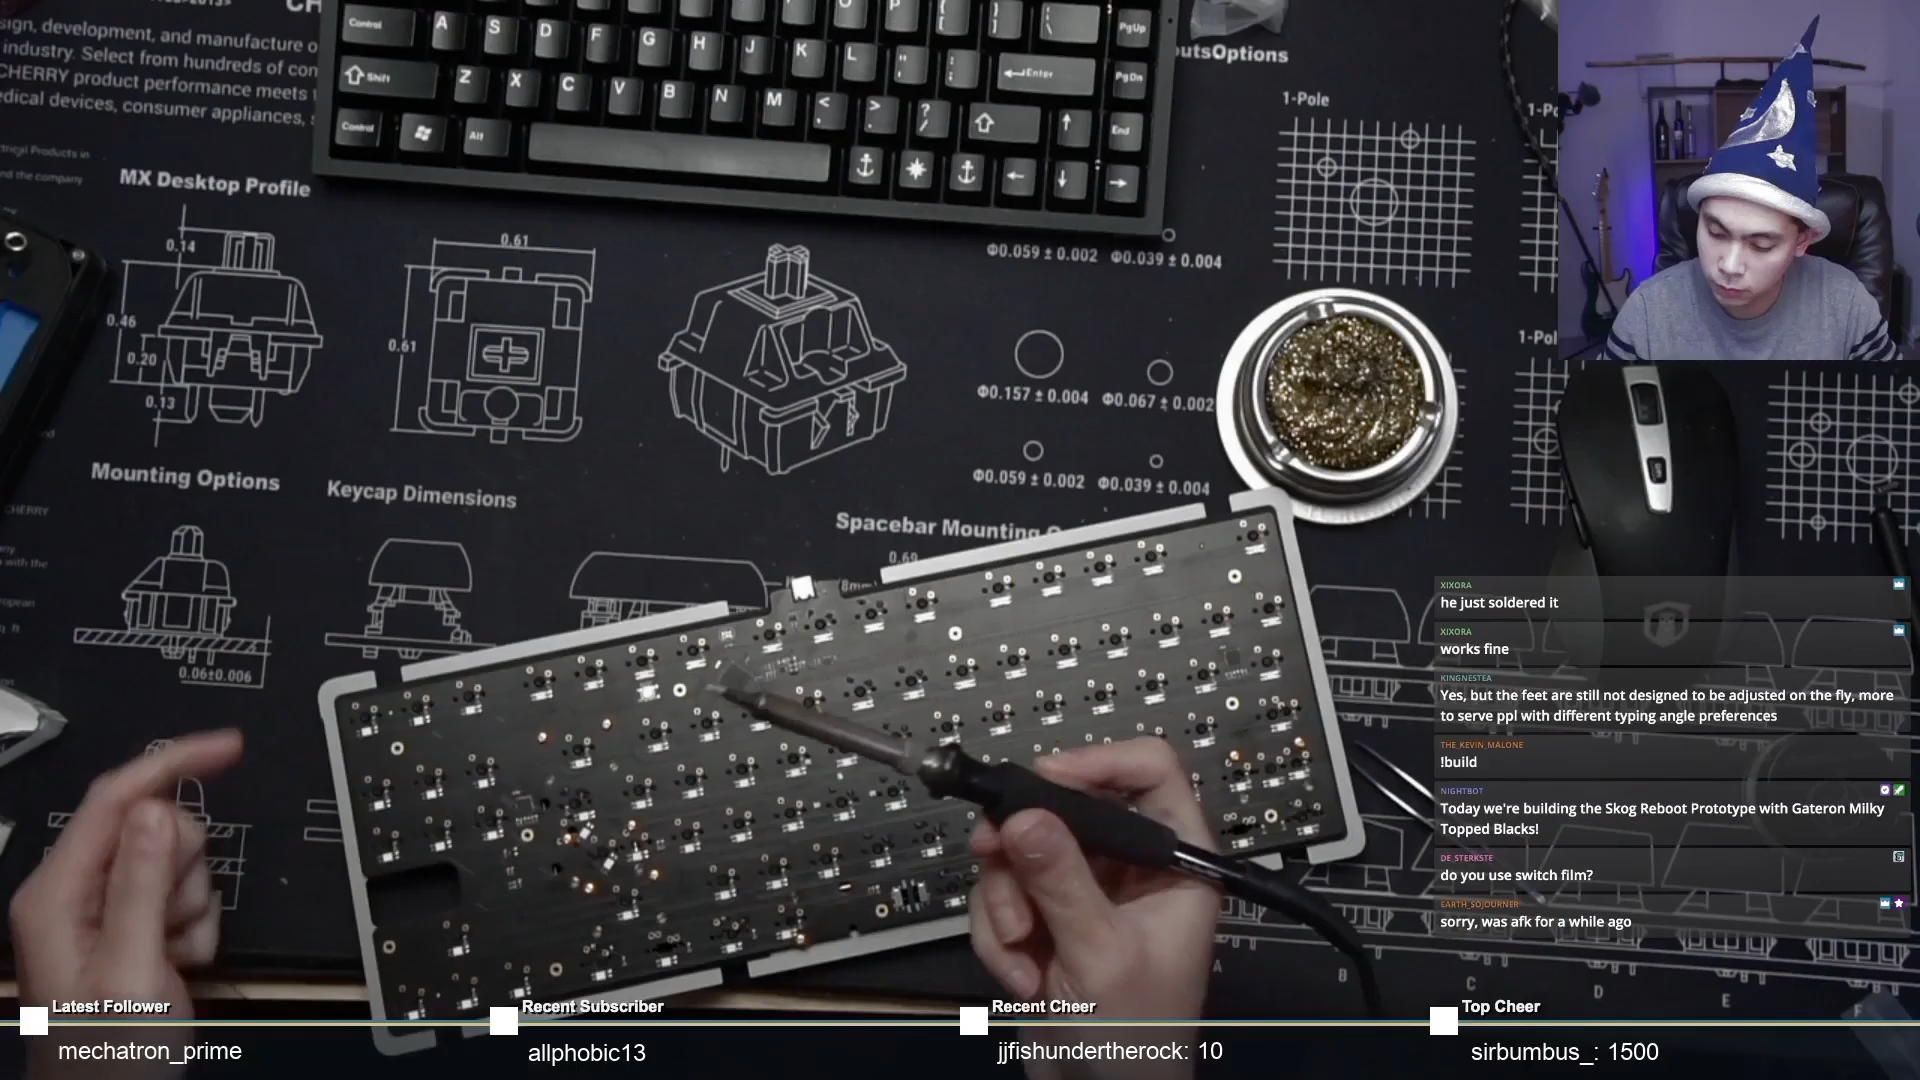 CH
sign, development, and manufacture o
industry. Select from hundreds of con
CHERRY product performance meets
edical devices, consumer appliances,
and the company
Control A S D F G H J K L " ; Enter PgDn
[ ] \ PgUp
Shift Z X C V B N M < > ? / End
Control Alt
outsOptions
1-Pole
MX Desktop Profile
0.14
0.46
0.20
0.13
0.61
0.61
Φ0.059 ± 0.002 Φ0.039 ± 0.004
Φ0.157 ± 0.004 Φ0.067 ± 0.002
Φ0.059 ± 0.002 Φ0.039 ± 0.004
1-Pol
Mounting Options
Keycap Dimensions
Spacebar Mounting
0.69
CHERRY
0.06±0.006
A B C D E F
XIXORA
he just soldered it
XIXORA
works fine
KINGNESTEA
Yes, but the feet are still not designed to be adjusted on the fly, more
to serve ppl with different typing angle preferences
THE_KEVIN_MALONE
!build
NIGHTBOT
Today we're building the Skog Reboot Prototype with Gateron Milky
Topped Blacks!
DE_STERKSTE
do you use switch film?
EARTH_SOJOURNER
sorry, was afk for a while ago
Latest Follower
mechatron_prime
Recent Subscriber
allphobic13
Recent Cheer
jjfishundertherock: 10
Top Cheer
sirbumbus_: 1500